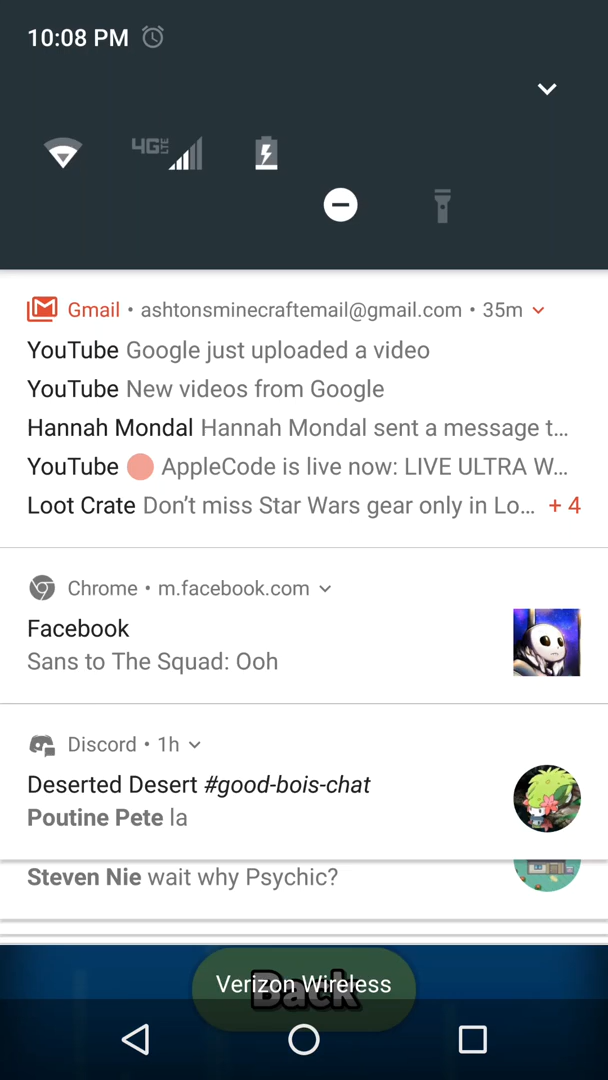 10:08 PM
4G LTE
Gmail • ashtonsminecraftemail@gmail.com • 35m
YouTube Google just uploaded a video
YouTube New videos from Google
Hannah Mondal Hannah Mondal sent a message t...
YouTube AppleCode is live now: LIVE ULTRA W...
Loot Crate Don't miss Star Wars gear only in Lo... + 4
Chrome • m.facebook.com
Facebook
Sans to The Squad: Ooh
Discord • 1h
Deserted Desert #good-bois-chat
Poutine Pete la
Steven Nie wait why Psychic?
Back
Verizon Wireless